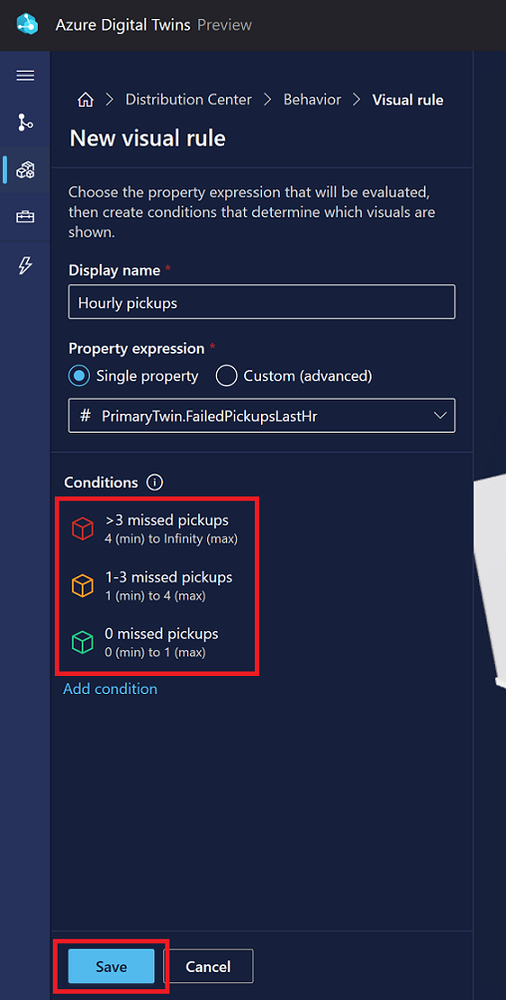 Azure Digital Twins Preview
Distribution Center > Behavior > Visual rule
New visual rule
Choose the property expression that will be evaluated,
then create conditions that determine which visuals are
shown.
Display name *
Hourly pickups
Property expression *
Single property Custom (advanced)
# PrimaryTwin.FailedPickupsLastHr
Conditions
>3 missed pickups
4 (min) to Infinity (max)
1-3 missed pickups
1 (min) to 4 (max)
0 missed pickups
0 (min) to 1 (max)
Add condition
Save Cancel